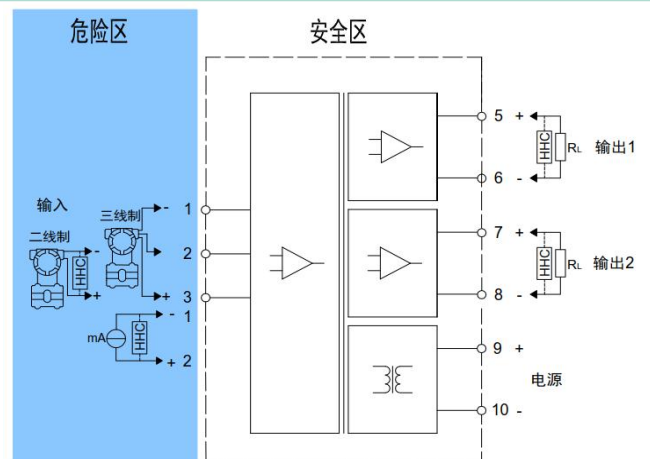 危险区
安全区
输入
二线制
三线制
HHC
-
+
- 1
2
+ 3
mA
HHC
- 1
+ 2
5 +
6 -
HHC
RL
输出1
7 +
8 -
HHC
RL
输出2
9 +
10 -
电源